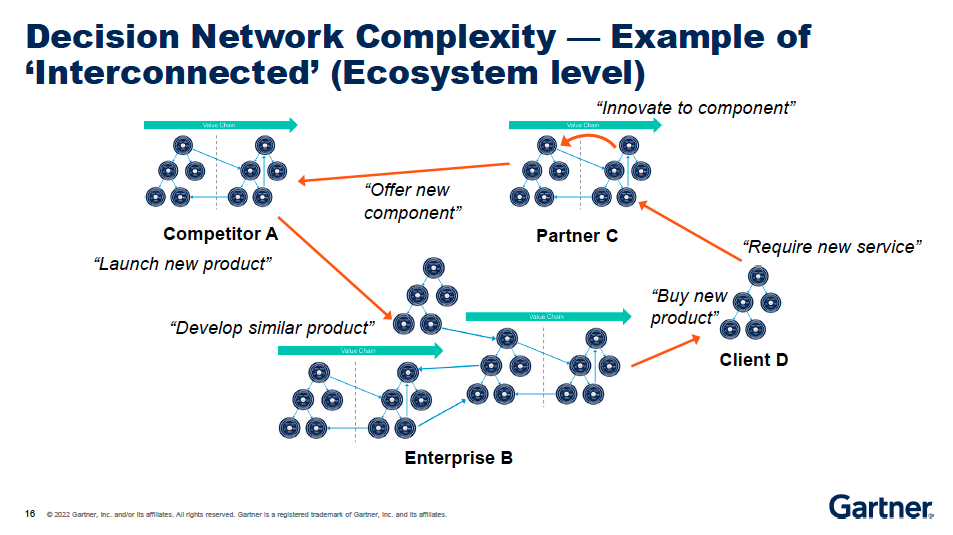 Decision Network Complexity — Example of
‘Interconnected’ (Ecosystem level)
“Innovate to component”
Value Chain
Value Chain
“Offer new
component”
Competitor A
Partner C
“Require new service”
“Launch new product”
“Buy new
product”
Value Chain
“Develop similar product”
Value Chain
Client D
Enterprise B
16 © 2022 Gartner, Inc. and/or its affiliates. All rights reserved. Gartner is a registered trademark of Gartner, Inc. and its affiliates.
Gartner®